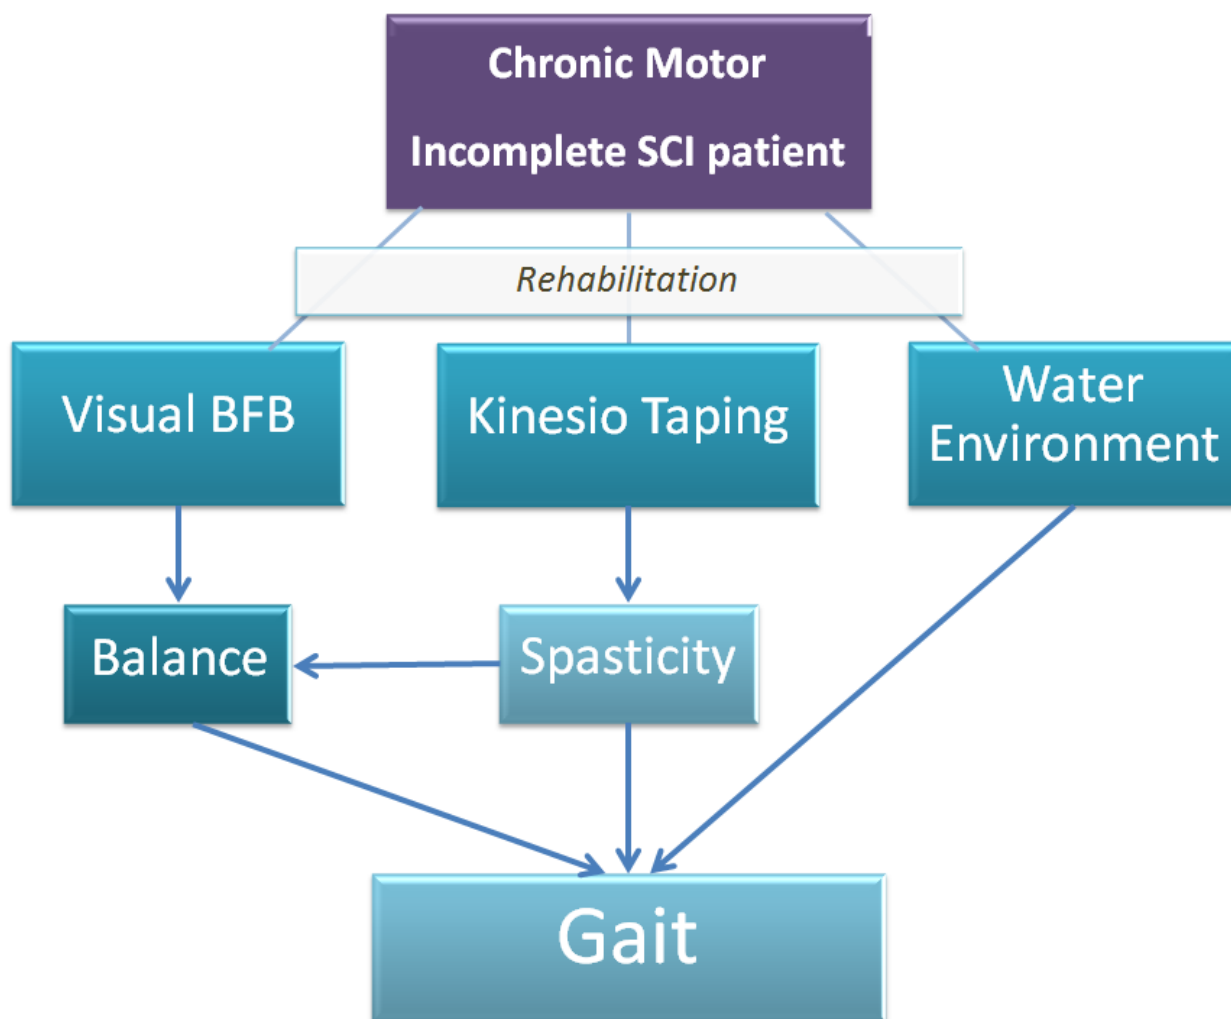 Chronic Motor
Incomplete SCI patient
Rehabilitation
Visual BFB
Kinesio Taping
Water
Environment
Balance
Spasticity
Gait